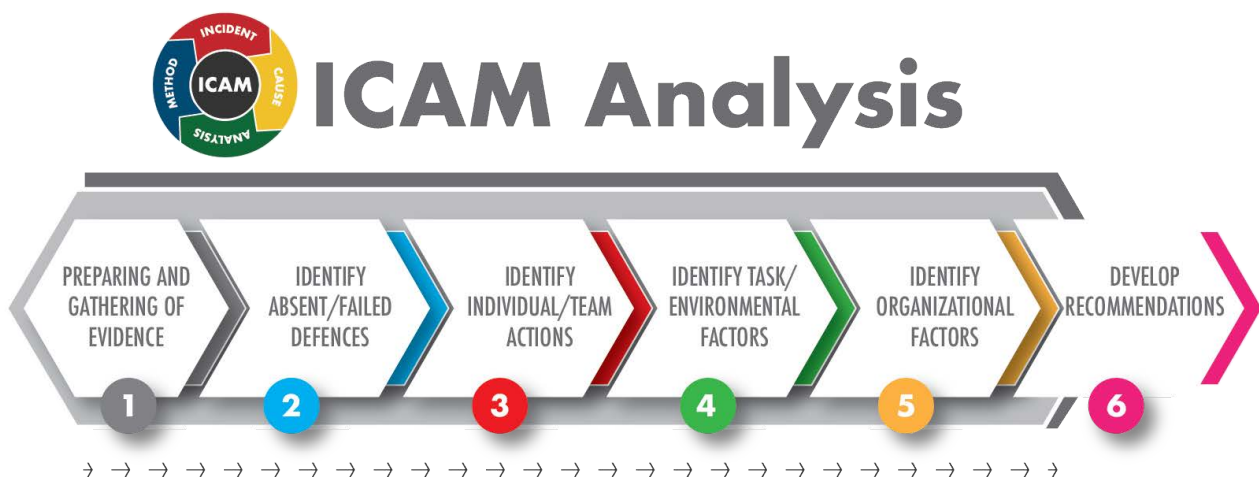 INCIDENT
CAUSE
ANALYSIS
METHOD
ICAM
ICAM Analysis
PREPARING AND
GATHERING OF
EVIDENCE
1
IDENTIFY
ABSENT/FAILED
DEFENCES
2
IDENTIFY
INDIVIDUAL/TEAM
ACTIONS
3
IDENTIFY TASK/
ENVIRONMENTAL
FACTORS
4
IDENTIFY
ORGANIZATIONAL
FACTORS
5
DEVELOP
RECOMMENDATIONS
6